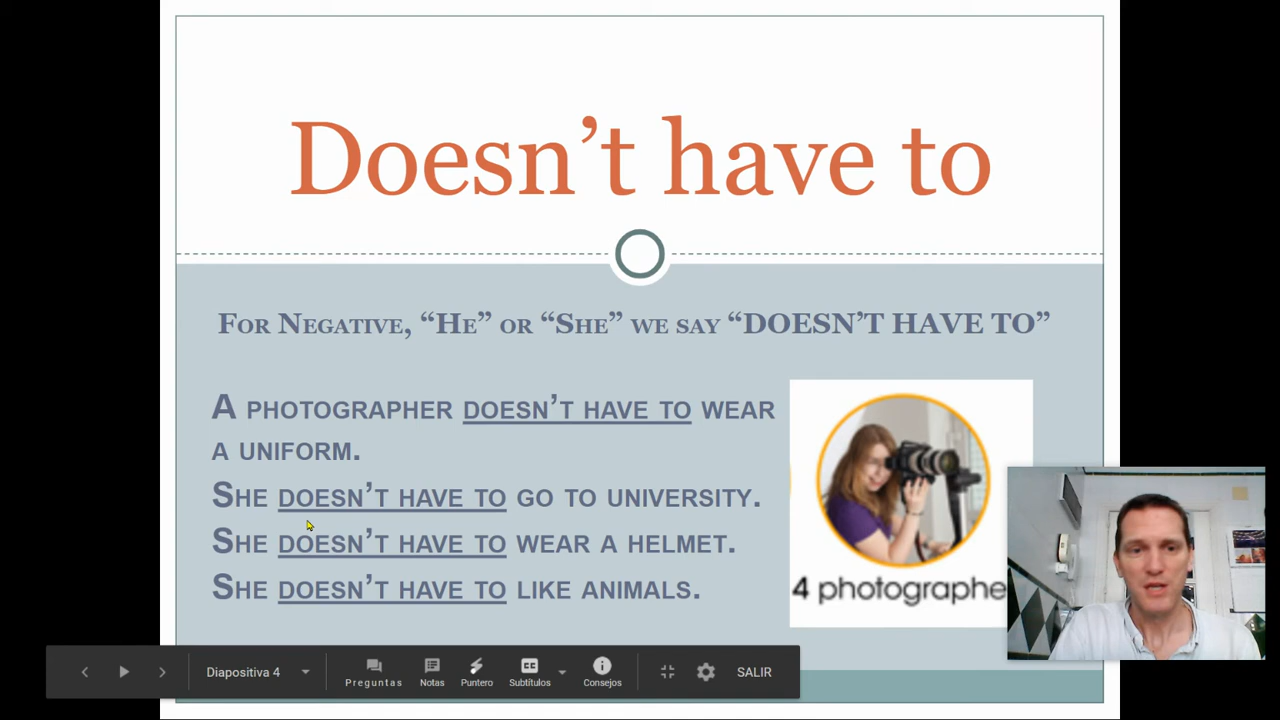 Doesn't have to
For Negative, "He" or "She" we say "DOESN'T HAVE TO"
A photographer doesn't have to wear
a uniform.
She doesn't have to go to university.
She doesn't have to wear a helmet.
She doesn't have to like animals.
4 photographe
Diapositiva 4
Preguntas
Notas
Puntero
CC
Subtítulos
Consejos
SALIR